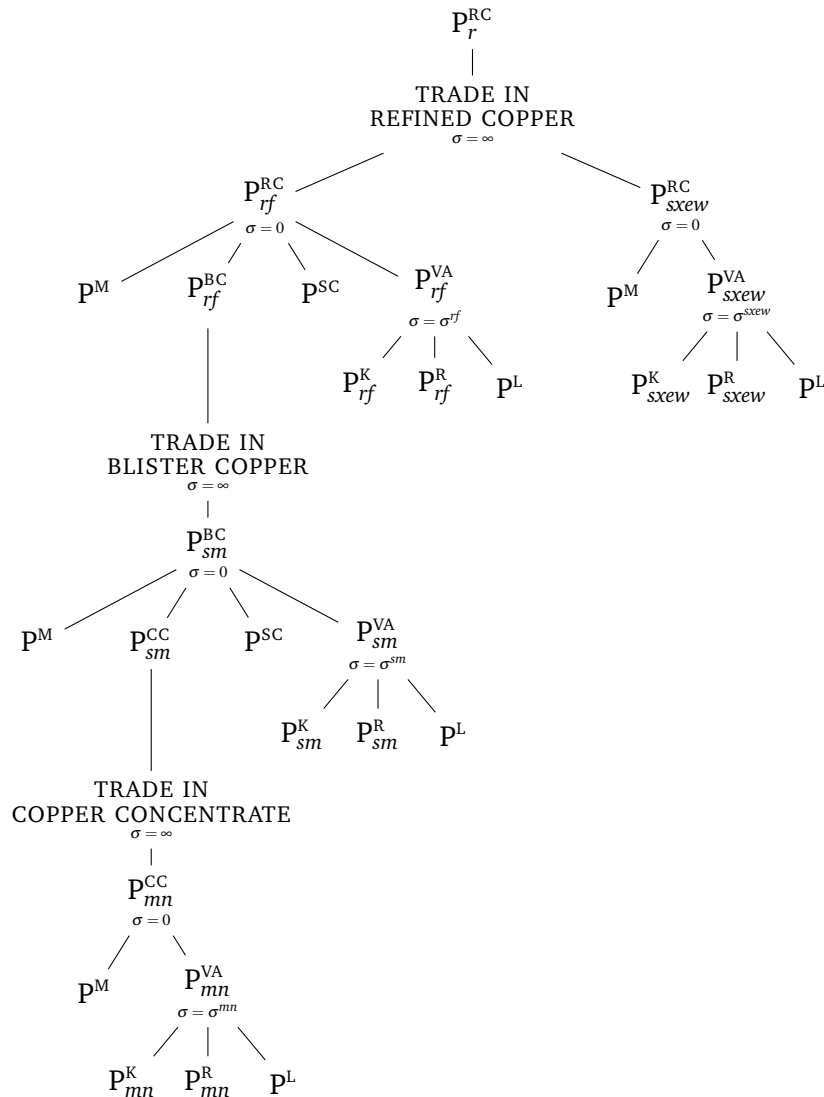 P_r^RC
TRADE IN
REFINED COPPER
σ = ∞
P_rf^RC P_sxew^RC
σ = 0 σ = 0
P^M P_rf^BC P^SC P_rf^VA P^M P_sxew^VA
σ = σ^rf σ = σ^sxew
P_rf^K P_rf^R P^L P_sxew^K P_sxew^R P^L
TRADE IN
BLISTER COPPER
σ = ∞
P_sm^BC
σ = 0
P^M P_sm^CC P^SC P_sm^VA
σ = σ^sm
P_sm^K P_sm^R P^L
TRADE IN
COPPER CONCENTRATE
σ = ∞
P_mn^CC
σ = 0
P^M P_mn^VA
σ = σ^mn
P_mn^K P_mn^R P^L